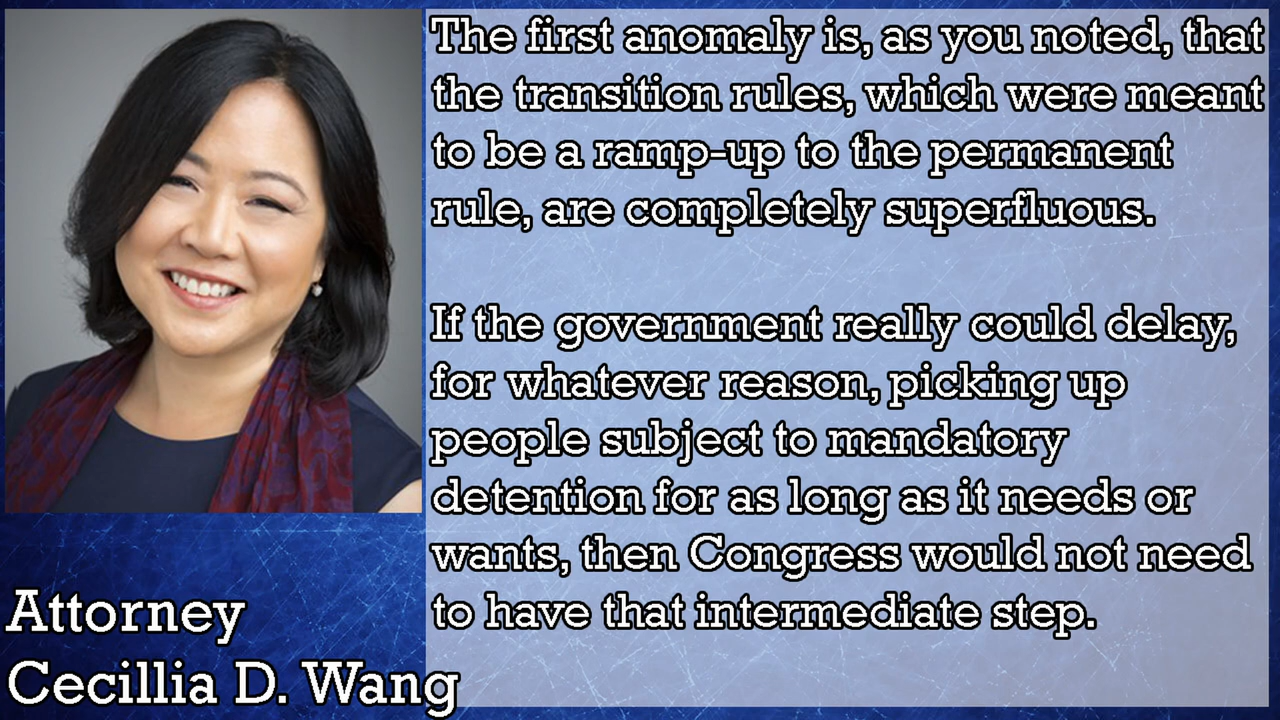 The first anomaly is, as you noted, that
the transition rules, which were meant
to be a ramp-up to the permanent
rule, are completely superfluous.
If the government really could delay,
for whatever reason, picking up
people subject to mandatory
detention for as long as it needs or
wants, then Congress would not need
to have that intermediate step.
Attorney
Cecillia D. Wang